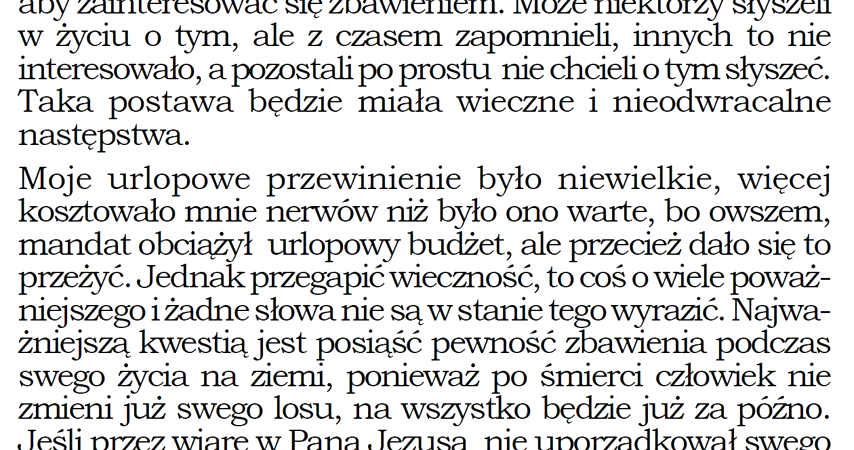 aby zainteresować się zbawieniem. Może niektórzy słyszeli
w życiu o tym, ale z czasem zapomnieli, innych to nie
interesowało, a pozostali po prostu nie chcieli o tym słyszeć.
Taka postawa będzie miała wieczne i nieodwracalne
następstwa.
Moje urlopowe przewinienie było niewielkie, więcej
kosztowało mnie nerwów niż było ono warte, bo owszem,
mandat obciążył urlopowy budżet, ale przecież dało się to
przeżyć. Jednak przegapić wieczność, to coś o wiele poważ-
niejszego i żadne słowa nie są w stanie tego wyrazić. Najwa-
żniejszą kwestią jest posiąść pewność zbawienia podczas
swego życia na ziemi, ponieważ po śmierci człowiek nie
zmieni już swego losu, na wszystko będzie już za późno.
Jeśli przez wiarę w Pana Jezusa nie uporządkował swego